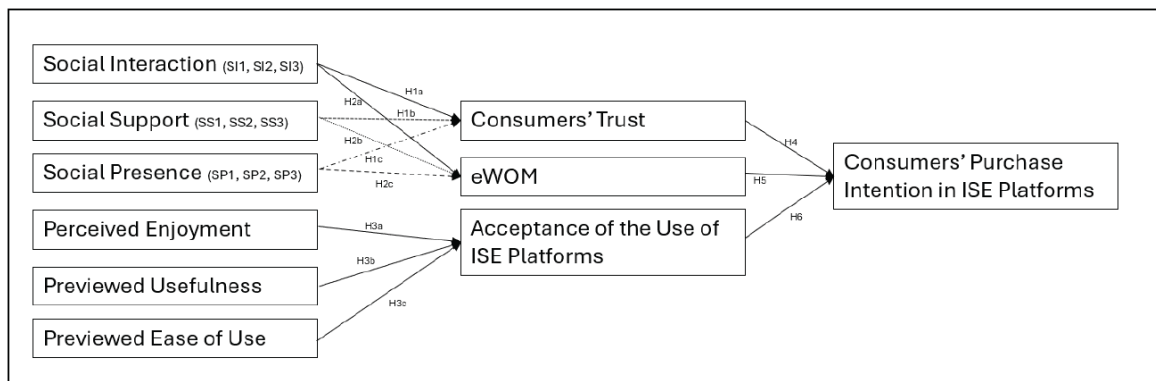 Social Interaction (SI1, SI2, SI3)
Social Support (SS1, SS2, SS3)
Social Presence (SP1, SP2, SP3)
Perceived Enjoyment
Previewed Usefulness
Previewed Ease of Use
H1a
H2a
H1b
H2b
H1c
H2c
H3a
H3b
H3c
Consumers' Trust
eWOM
Acceptance of the Use of
ISE Platforms
H4
H5
H6
Consumers' Purchase
Intention in ISE Platforms